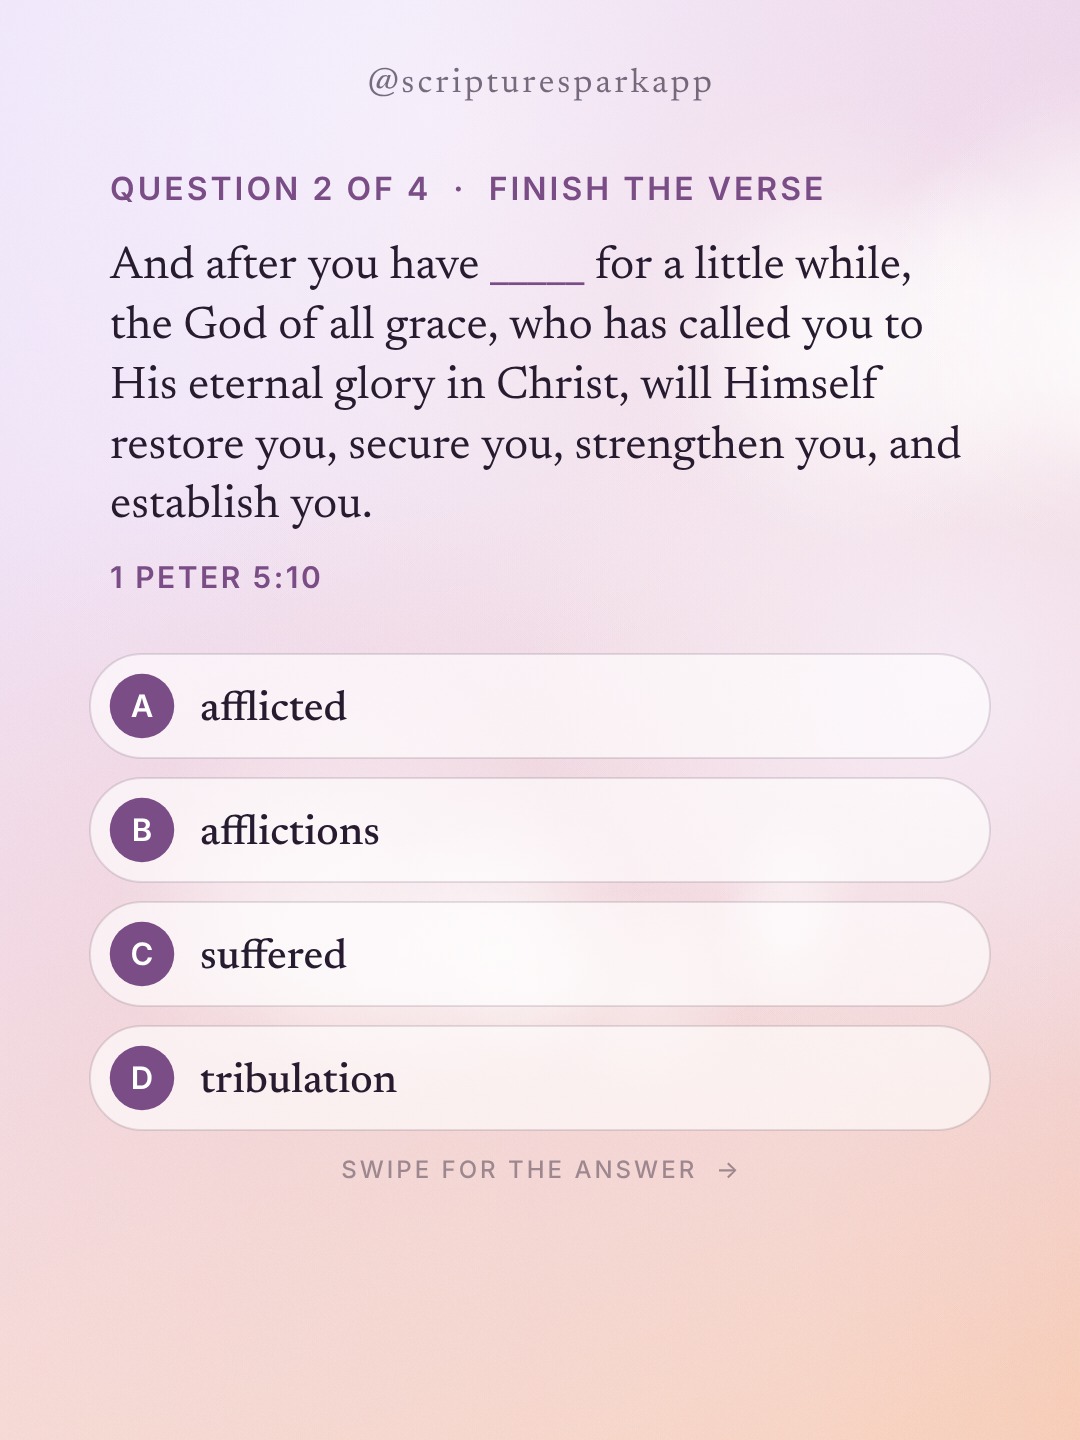 @scripturesparkapp
QUESTION 2 OF 4 · FINISH THE VERSE
And after you have _____ for a little while,
the God of all grace, who has called you to
His eternal glory in Christ, will Himself
restore you, secure you, strengthen you, and
establish you.
1 PETER 5:10
A afflicted
B afflictions
C suffered
D tribulation
SWIPE FOR THE ANSWER →